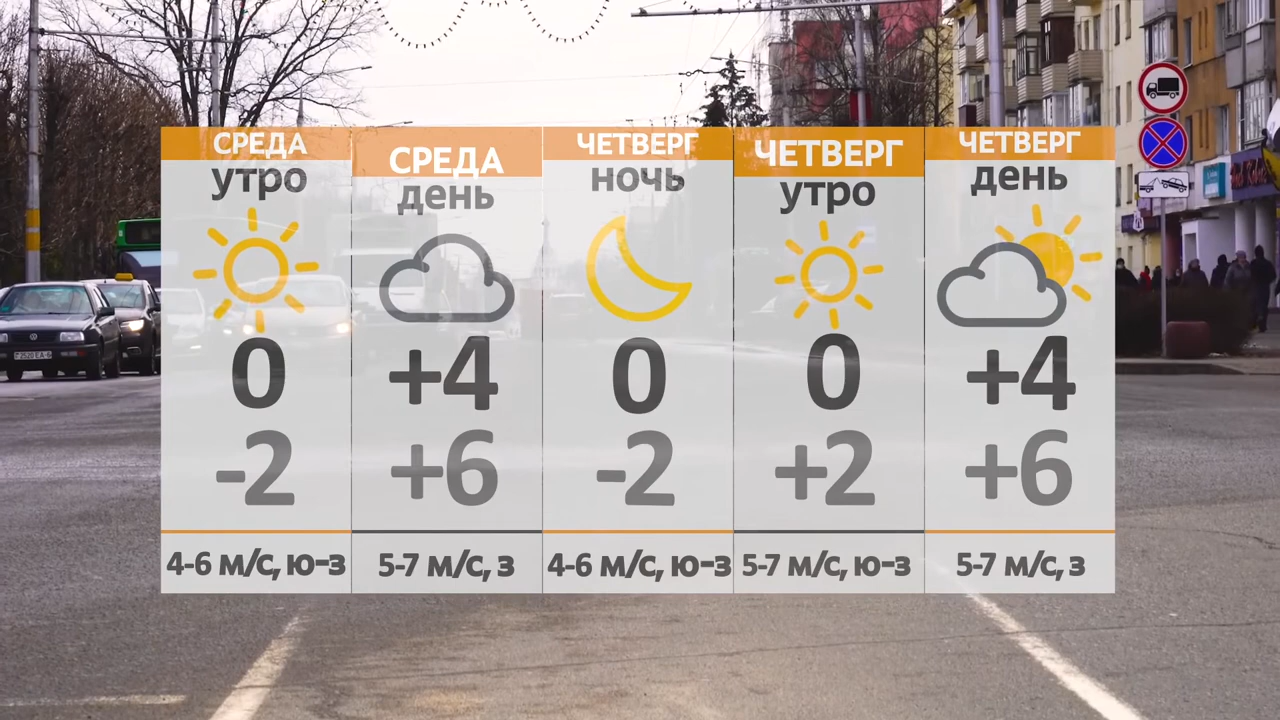 СРЕДА
утро
0
-2
4-6 м/с, ю-з
СРЕДА
день
+4
+6
5-7 м/с, з
ЧЕТВЕРГ
ночь
0
-2
4-6 м/с, ю-з
ЧЕТВЕРГ
утро
0
+2
5-7 м/с, ю-з
ЧЕТВЕРГ
день
+4
+6
5-7 м/с, з